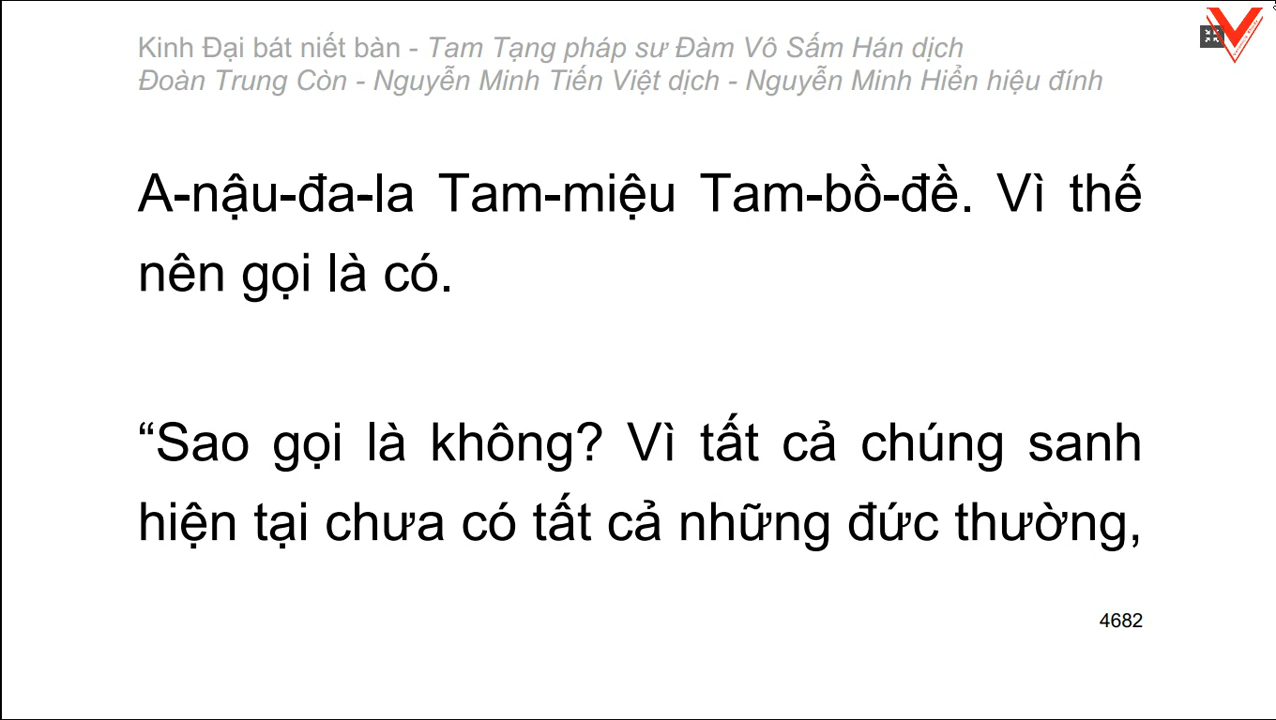 Kinh Đại bát niết bàn - Tam Tạng pháp sư Đàm Vô Sấm Hán dịch
Đoàn Trung Còn - Nguyễn Minh Tiến Việt dịch - Nguyễn Minh Hiển hiệu đính
A-nậu-đa-la Tam-miệu Tam-bồ-đề. Vì thế
nên gọi là có.
“Sao gọi là không? Vì tất cả chúng sanh
hiện tại chưa có tất cả những đức thường,
4682